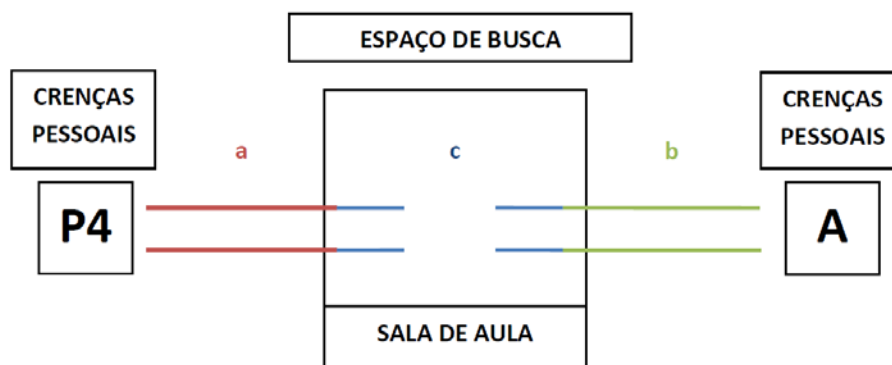 ESPAÇO DE BUSCA
CRENÇAS
PESSOAIS
CRENÇAS
PESSOAIS
a
c
b
P4
A
SALA DE AULA